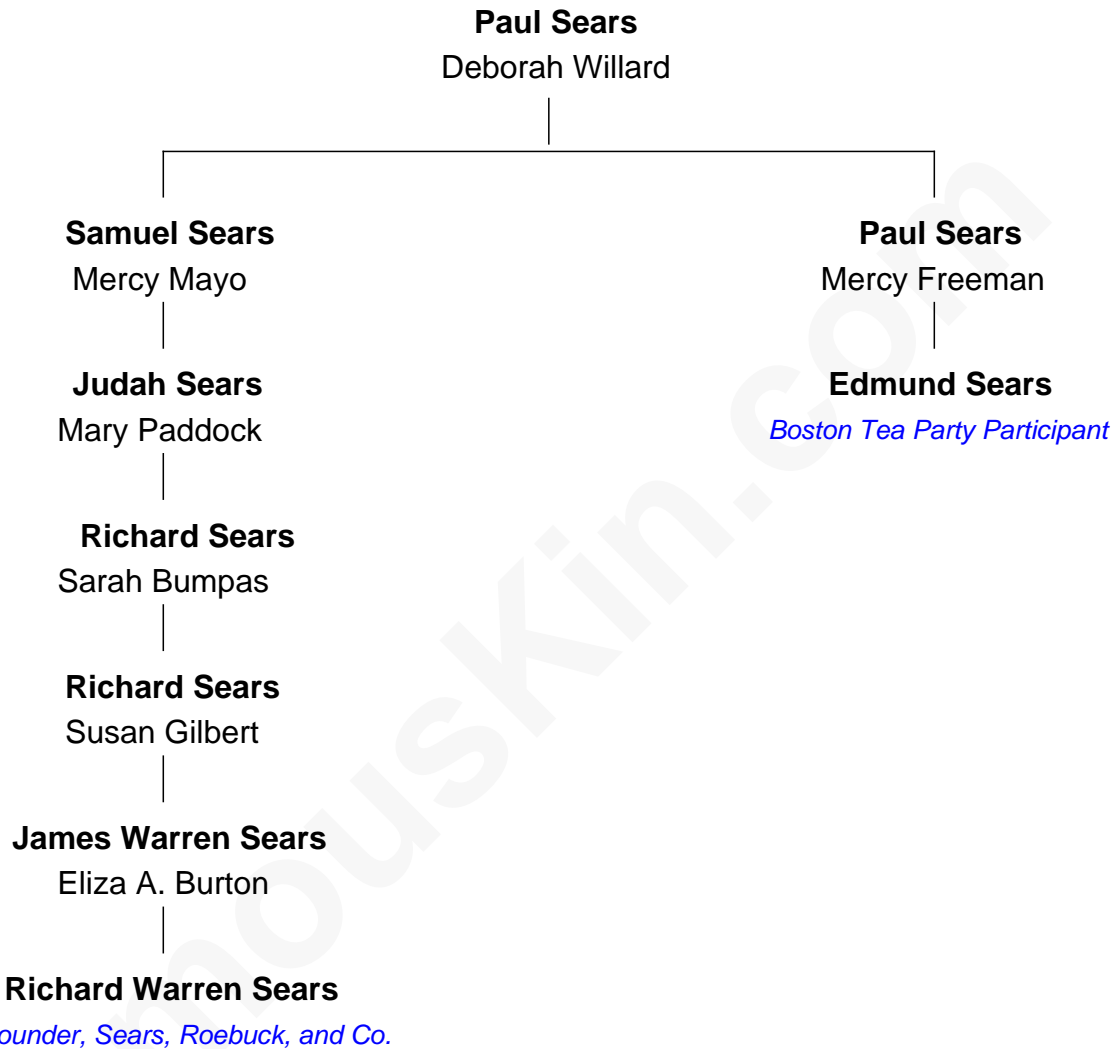 Paul Sears
Deborah Willard
Samuel Sears
Mercy Mayo
Paul Sears
Mercy Freeman
Judah Sears
Mary Paddock
Edmund Sears
Boston Tea Party Participant
Richard Sears
Sarah Bumpas
Richard Sears
Susan Gilbert
James Warren Sears
Eliza A. Burton
Richard Warren Sears
ounder, Sears, Roebuck, and Co.
mousKin.com